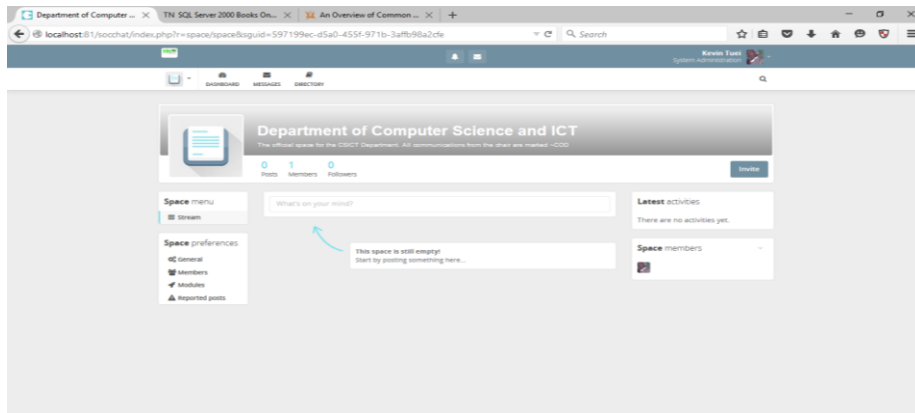 Department of Computer ... × TN SQL Server 2000 Books On... × An Overview of Common ... × +
localhost:81/socchat/index.php?r=space/space&sguid=597199ec-d5a0-455f-971b-3affb98a2cfe Search
Kevin Tuei
System Administration
DASHBOARD MESSAGES DIRECTORY
Department of Computer Science and ICT
The official space for the CSICT Department. All communications from the chair are marked ~COD
0 1 0
Posts Members Followers
Invite
Space menu
Stream
What's on your mind?
Latest activities
There are no activities yet.
Space preferences
General
Members
Modules
Reported posts
This space is still empty!
Start by posting something here...
Space members